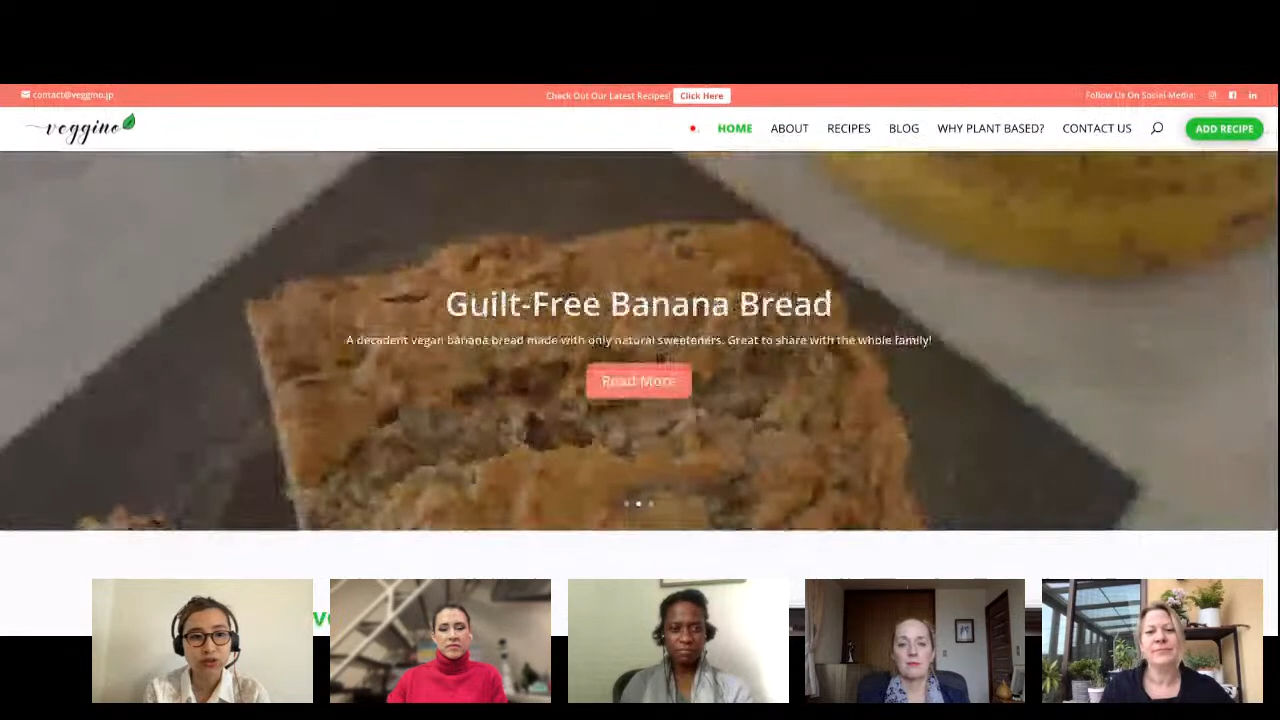 contact@veggino.jp
Check Out Our Latest Recipes! Click Here
Follow Us On Social Media:
veggino
HOME ABOUT RECIPES BLOG WHY PLANT BASED? CONTACT US ADD RECIPE
Guilt-Free Banana Bread
A decadent vegan banana bread made with only natural sweeteners. Great to share with the whole family!
Read More